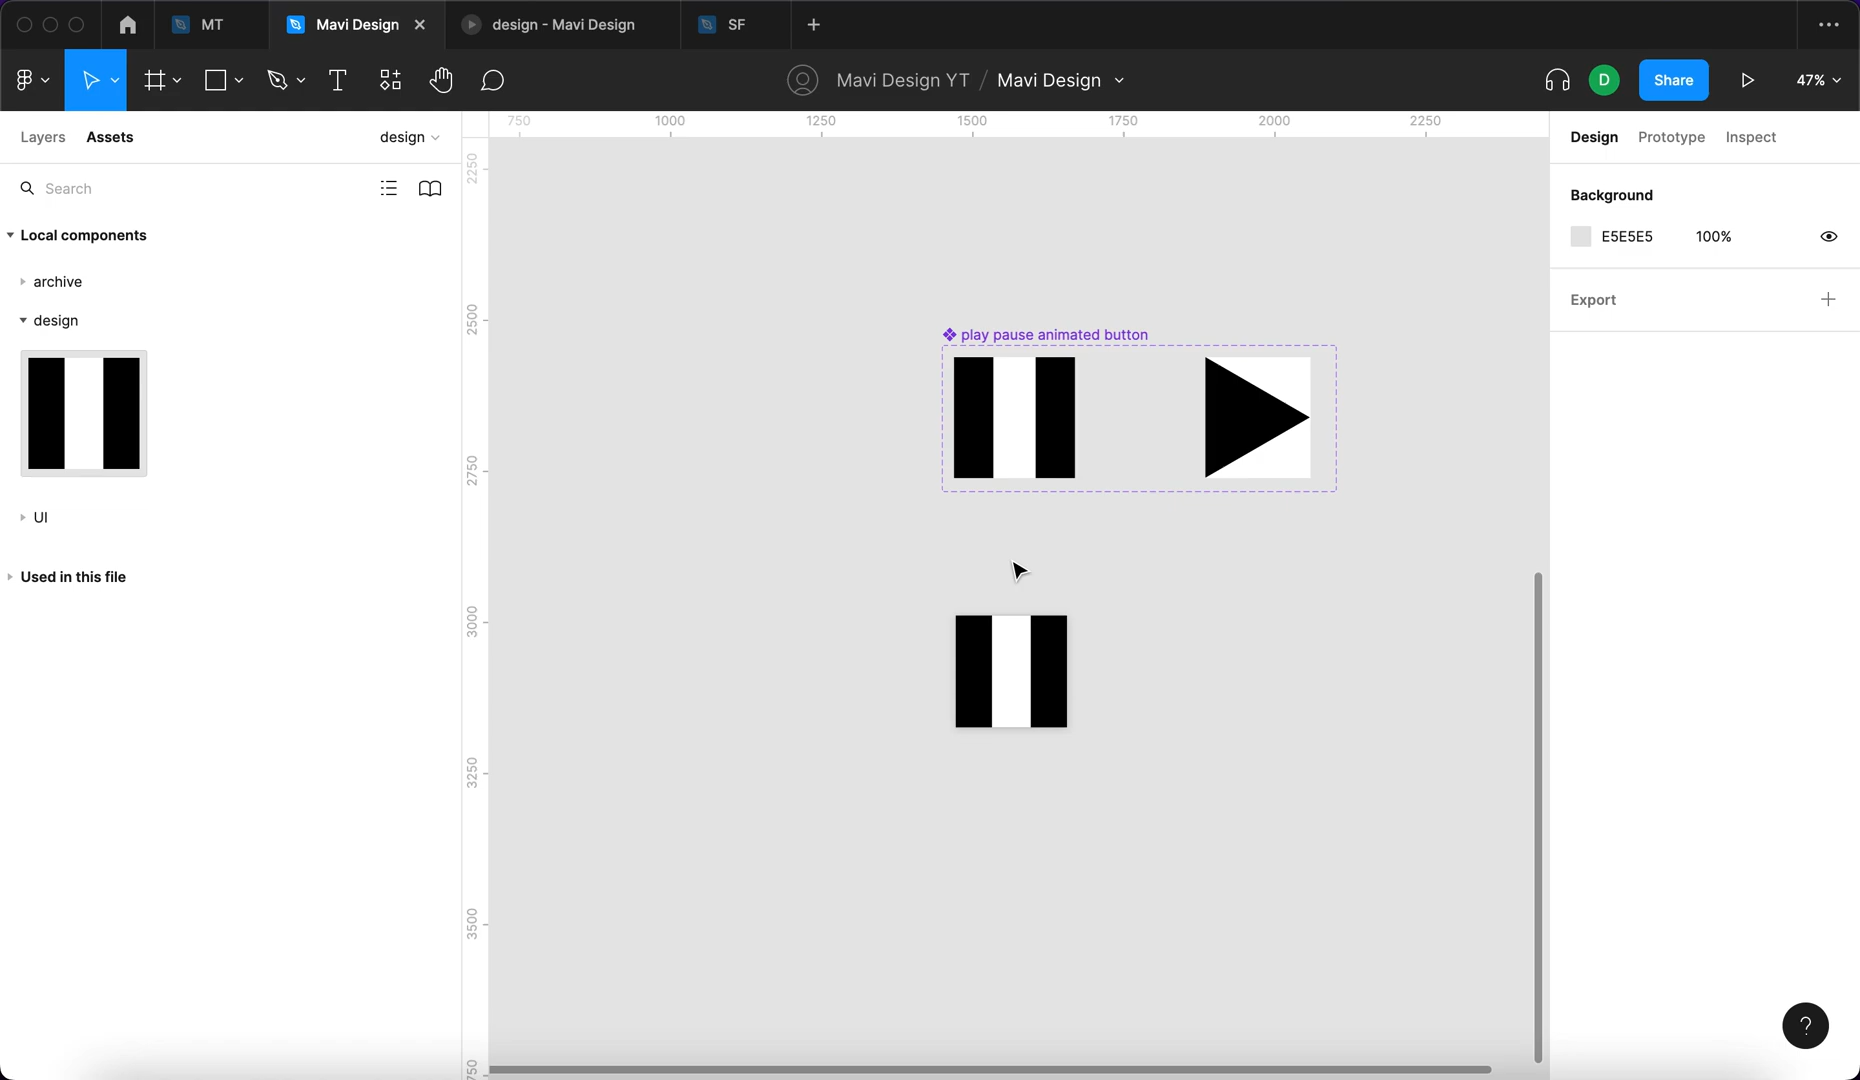 MT
Mavi Design
design - Mavi Design
SF
Mavi Design YT / Mavi Design
D
Share
47%
Layers
Assets
design
750
1000
1250
1500
1750
2000
2250
Design
Prototype
Inspect
Search
Background
E5E5E5
100%
Local components
archive
design
Export
UI
Used in this file
2250
2500
2750
3000
3250
3500
play pause animated button
?